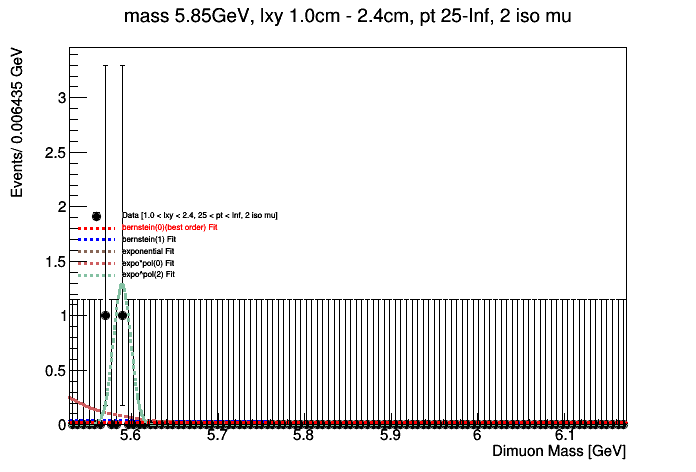 mass 5.85GeV, lxy 1.0cm - 2.4cm, pt 25-Inf, 2 iso mu
Events/ 0.006435 GeV
3
2.5
2
1.5
1
0.5
0
Data [1.0 < lxy < 2.4, 25 < pt < Inf, 2 iso mu]
bernstein(0)(best order) Fit
bernstein(1) Fit
exponential Fit
expo*pol(0) Fit
expo*pol(2) Fit
5.6 5.7 5.8 5.9 6 6.1
Dimuon Mass [GeV]